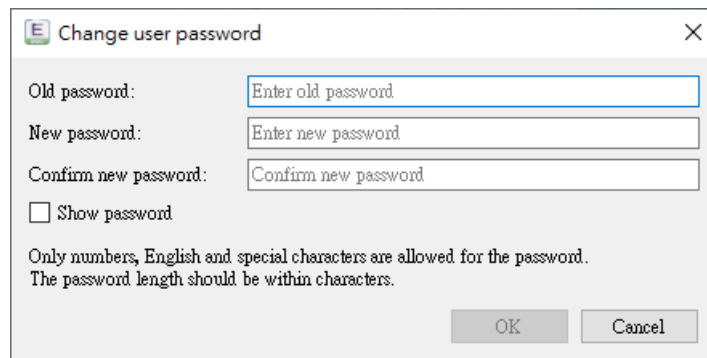 E
Change user password
Old password: Enter old password
New password: Enter new password
Confirm new password: Confirm new password
Show password
Only numbers, English and special characters are allowed for the password.
The password length should be within characters.
OK Cancel